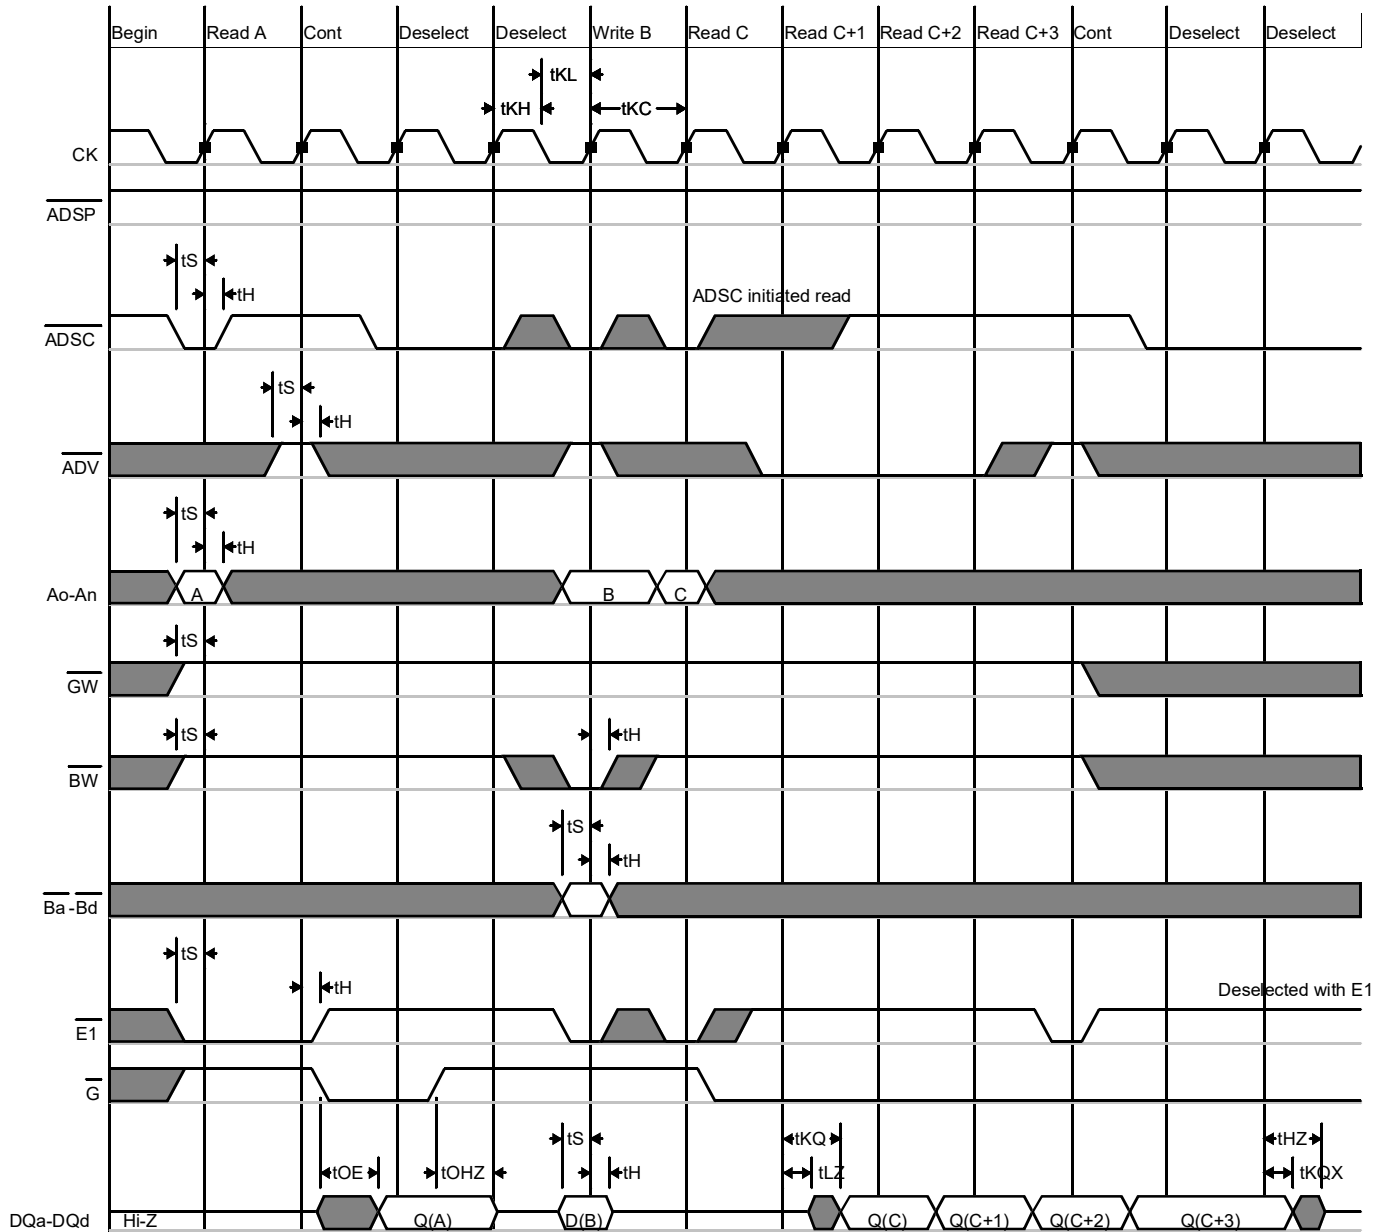 Begin Read A Cont Deselect Deselect Write B Read C Read C+1 Read C+2 Read C+3 Cont Deselect Deselect
tKL
tKH tKC
CK
ADSP
tS
tH
ADSC initiated read
ADSC
tS
tH
ADV
tS
tH
Ao-An A B C
tS
GW
tS tH
BW
tS
tH
Ba-Bd
tS
tH
Deselected with E1
E1
G
tS tKQ tHZ
tOE tOHZ tH tLZ tKQX
DQa-DQd Hi-Z Q(A) D(B) Q(C) Q(C+1) Q(C+2) Q(C+3)